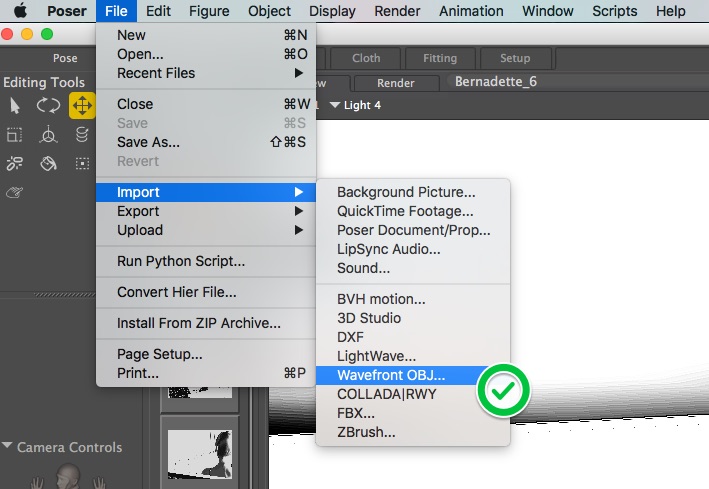 Poser File Edit Figure Object Display Render Animation Window Scripts Help
Pose
Cloth Fitting Setup
Render Bernadette_6
Light 4
Editing Tools
New ⌘N
Open... ⌘O
Recent Files ▶
Close ⌘W
Save ⌘S
Save As... ⇧⌘S
Revert
Import ▶
Export ▶
Upload ▶
Run Python Script...
Convert Hier File...
Install From ZIP Archive...
Page Setup...
Print... ⌘P
Background Picture...
QuickTime Footage...
Poser Document/Prop...
LipSync Audio...
Sound...
BVH motion...
3D Studio
DXF
LightWave...
Wavefront OBJ...
COLLADA|RWY
FBX...
ZBrush...
Camera Controls